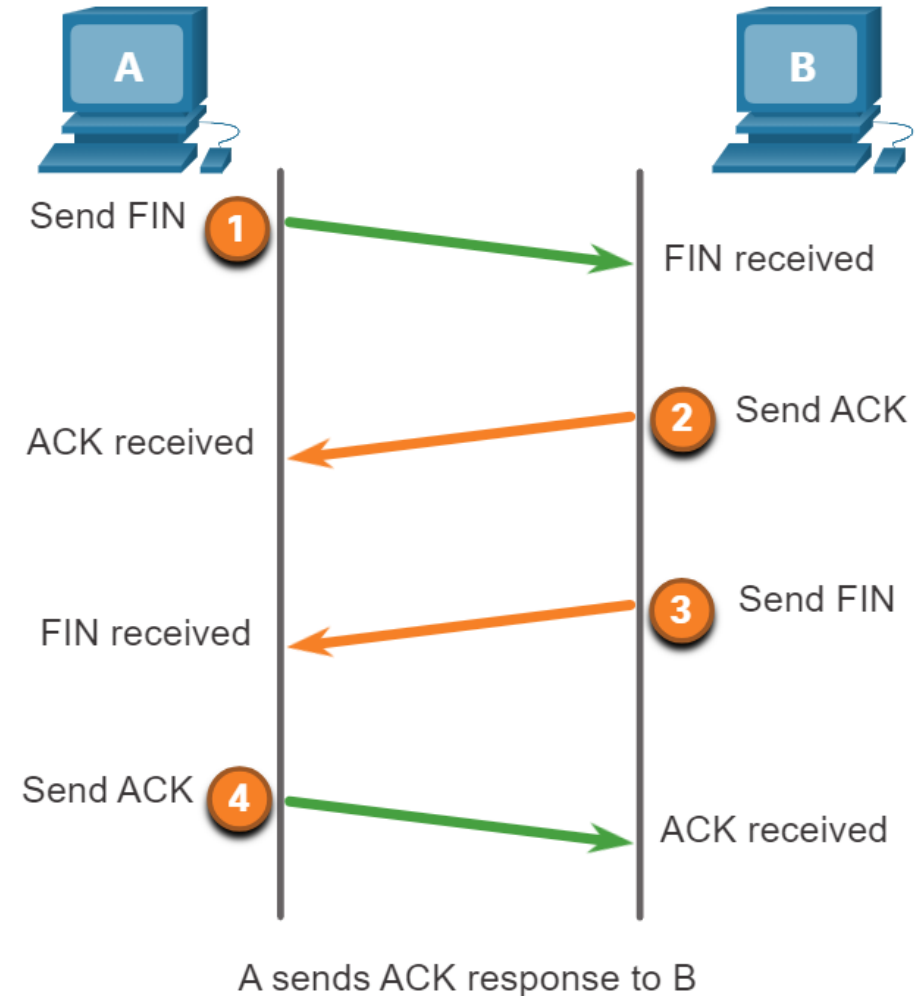 A
B
Send FIN
1
FIN received
2
Send ACK
ACK received
3
Send FIN
FIN received
Send ACK
4
ACK received
A sends ACK response to B